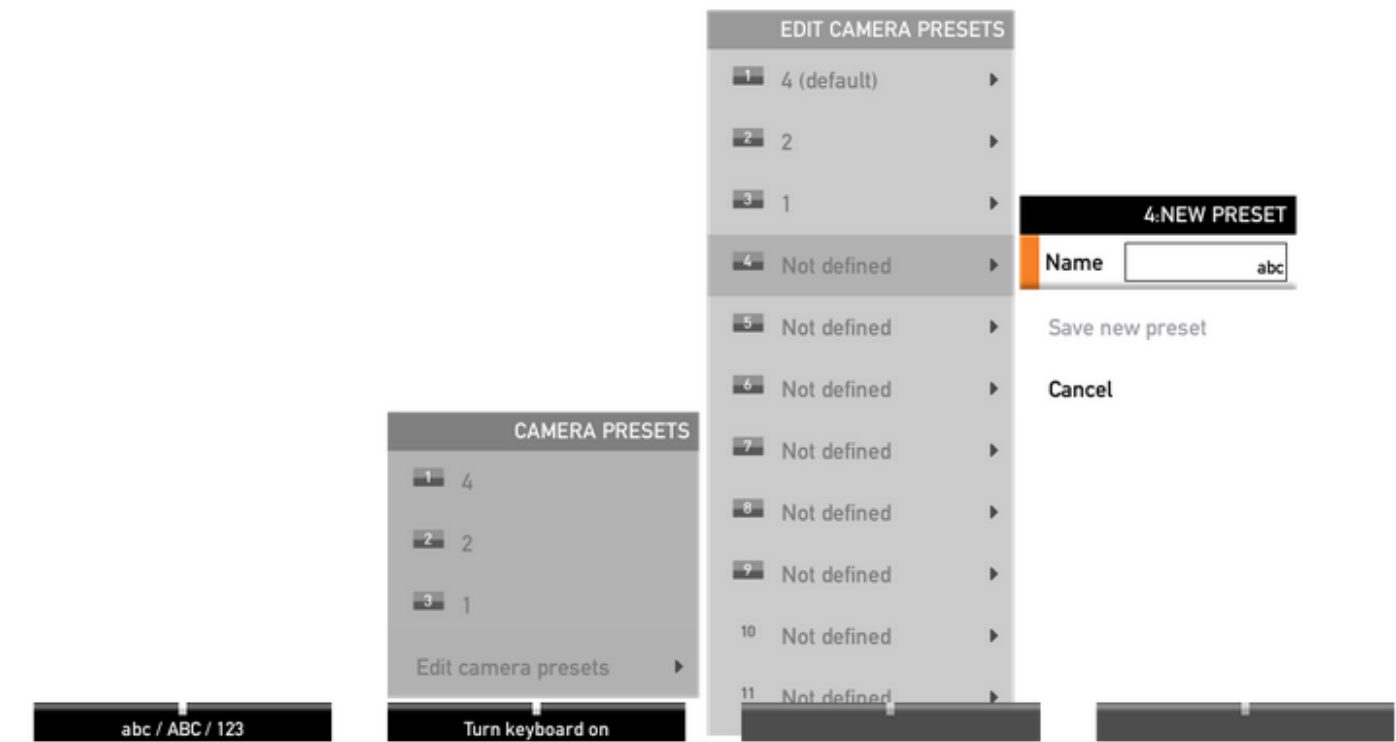 EDIT CAMERA PRESETS
1 4 (default)
2 2
3 1
4 Not defined
5 Not defined
6 Not defined
7 Not defined
8 Not defined
9 Not defined
10 Not defined
11 Not defined
4:NEW PRESET
Name abc
Save new preset
Cancel
CAMERA PRESETS
1 4
2 2
3 1
Edit camera presets
abc / ABC / 123
Turn keyboard on